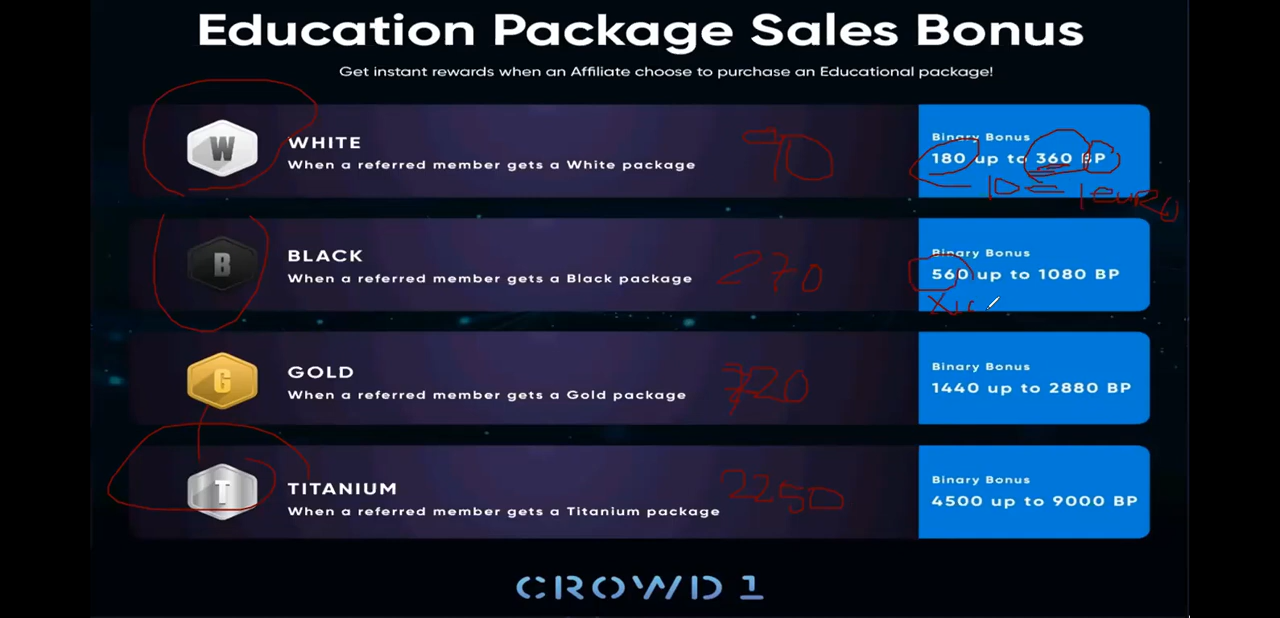 Education Package Sales Bonus
Get instant rewards when an Affiliate choose to purchase an Educational package!
W
WHITE
When a referred member gets a White package
90
Binary Bonus
180 up to 360 BP
10 = 1 euro
B
BLACK
When a referred member gets a Black package
270
Binary Bonus
560 up to 1080 BP
G
GOLD
When a referred member gets a Gold package
720
Binary Bonus
1440 up to 2880 BP
T
TITANIUM
When a referred member gets a Titanium package
2250
Binary Bonus
4500 up to 9000 BP
CROWD 1